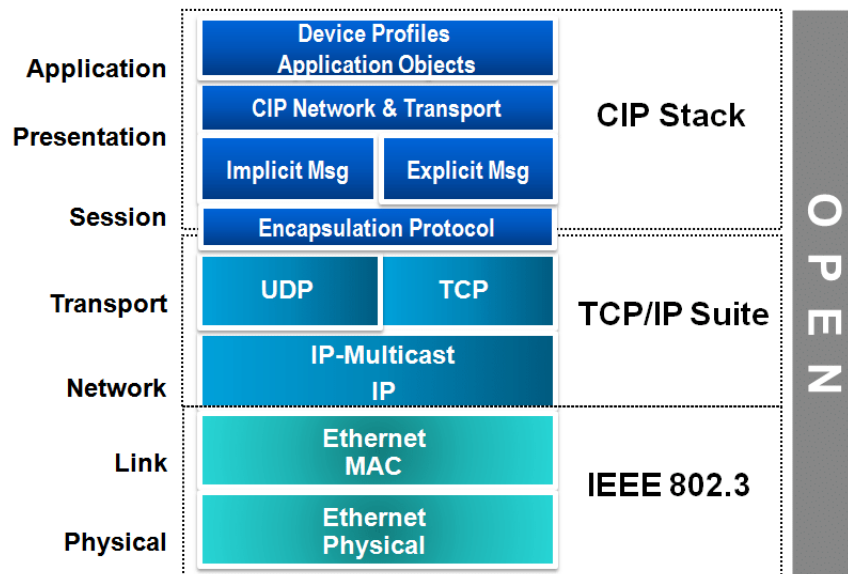 Application
Presentation
Session
Transport
Network
Link
Physical
Device Profiles
Application Objects
CIP Network & Transport
Implicit Msg
Explicit Msg
Encapsulation Protocol
UDP
TCP
IP-Multicast
IP
Ethernet
MAC
Ethernet
Physical
CIP Stack
TCP/IP Suite
IEEE 802.3
OPEN